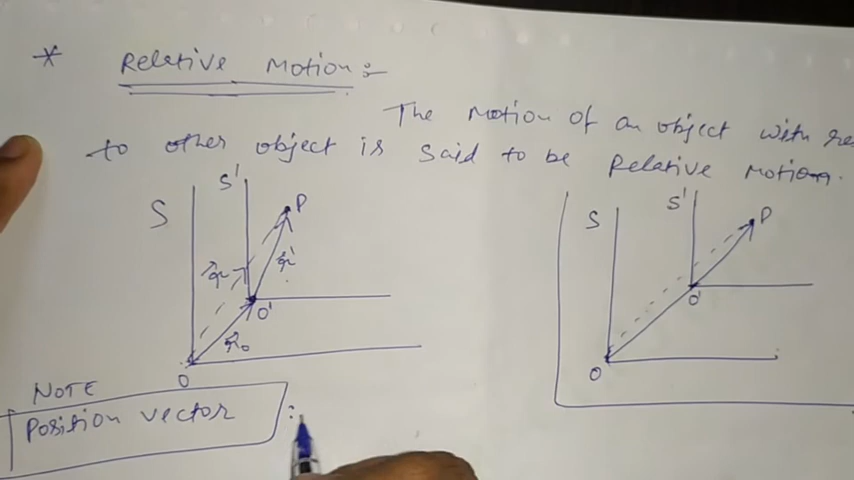 * Relative Motion:-
The Motion of an object with
to other object is said to be Relative Motion.
S S' P
r r'
O'
r0
O
S S' P
O'
O
NOTE
Position vector :